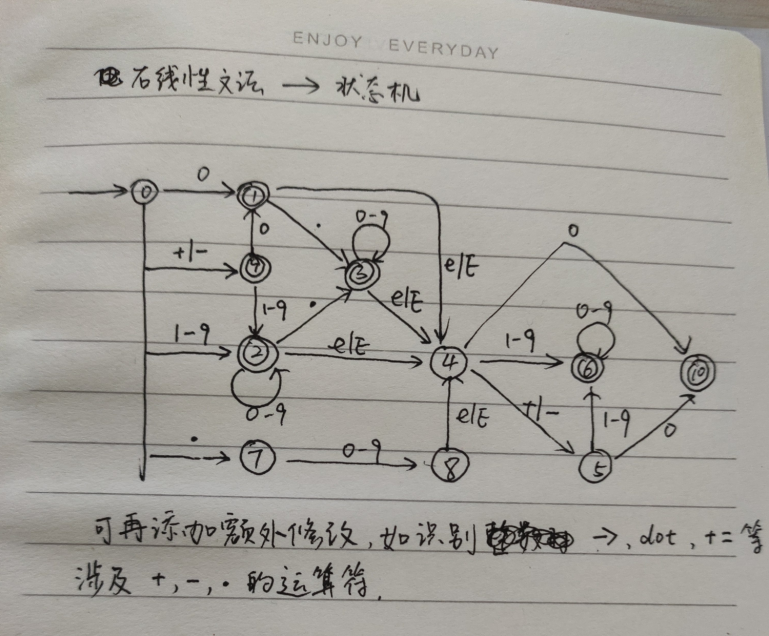 ENJOY EVERYDAY
右线性文法 → 状态机
0 0 1
+/- 9 0 · 0-9 3 e/E
1-9 1-9 · e/E 0
1-9 2 e/E 4 1-9 0-9 6 10
0-9 e/E +/- 1-9 0
· 7 0-9 8 5
可再添加额外修改,如识别 →, dot, += 等
涉及 +, -, · 的运算符.